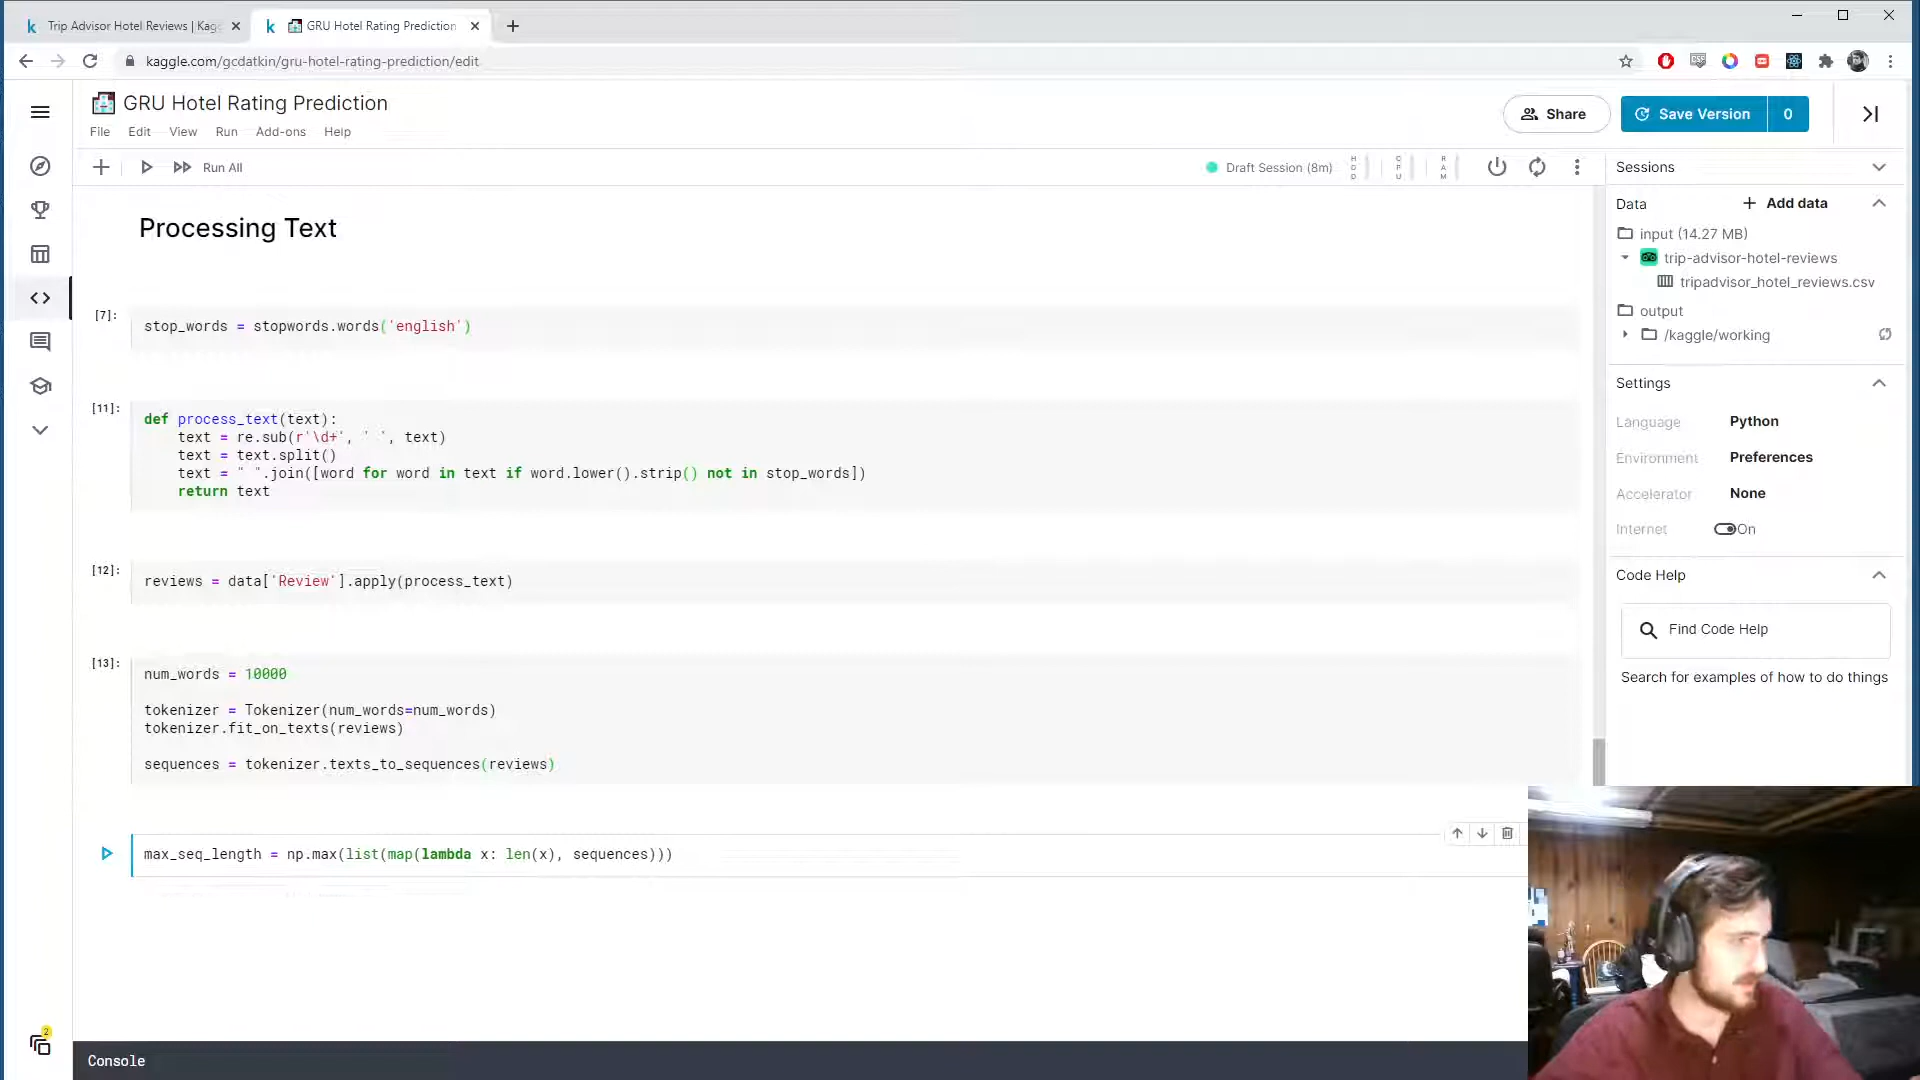 Trip Advisor Hotel Reviews | Kag
GRU Hotel Rating Prediction
kaggle.com/gcdatkin/gru-hotel-rating-prediction/edit
GRU Hotel Rating Prediction
File Edit View Run Add-ons Help
Share
Save Version 0
Run All
Draft Session (8m)
HDD
CPU
RAM
Processing Text
[7]:
stop_words = stopwords.words('english')
[11]:
def process_text(text):
    text = re.sub(r'\d+', ' ', text)
    text = text.split()
    text = " ".join([word for word in text if word.lower().strip() not in stop_words])
    return text
[12]:
reviews = data['Review'].apply(process_text)
[13]:
num_words = 10000
tokenizer = Tokenizer(num_words=num_words)
tokenizer.fit_on_texts(reviews)
sequences = tokenizer.texts_to_sequences(reviews)
max_seq_length = np.max(list(map(lambda x: len(x), sequences)))
Console
2
Sessions
Data
+ Add data
input (14.27 MB)
trip-advisor-hotel-reviews
tripadvisor_hotel_reviews.csv
output
/kaggle/working
Settings
Language Python
Environment Preferences
Accelerator None
Internet On
Code Help
Find Code Help
Search for examples of how to do things